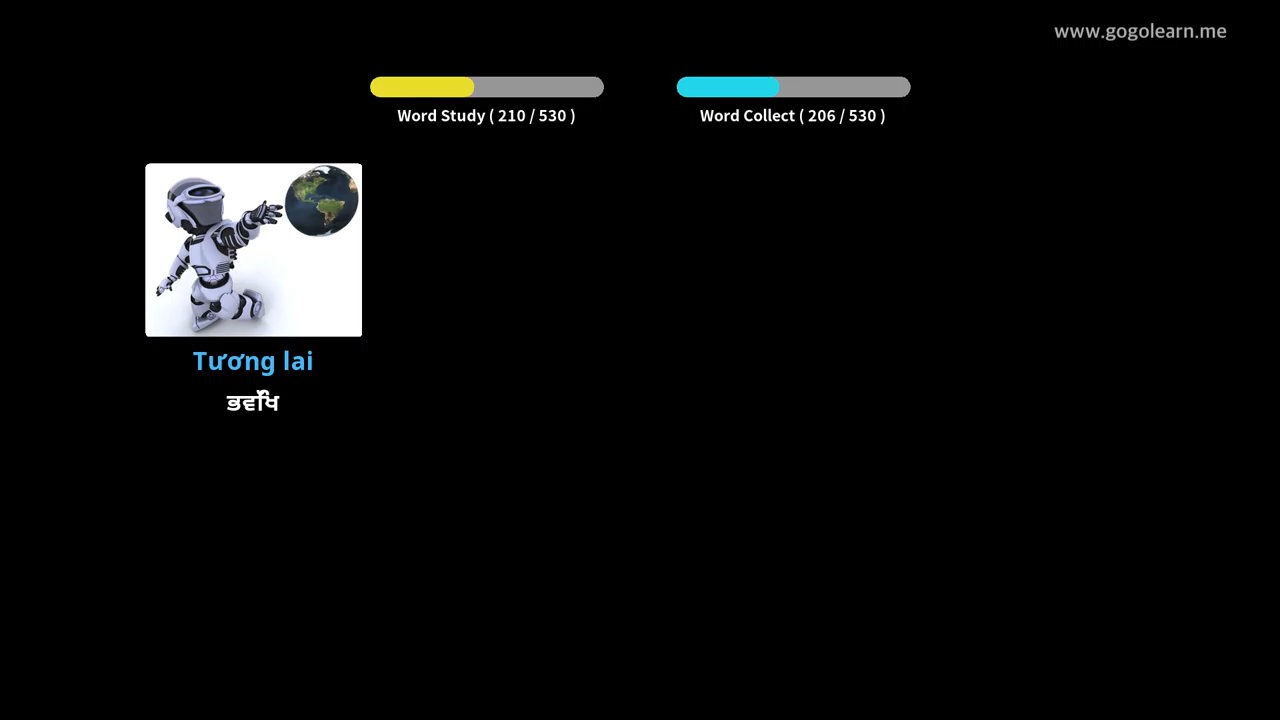 www.gogolearn.me
Word Study ( 210 / 530 )
Word Collect ( 206 / 530 )
Tương lai
ਭਵੱਖਿ